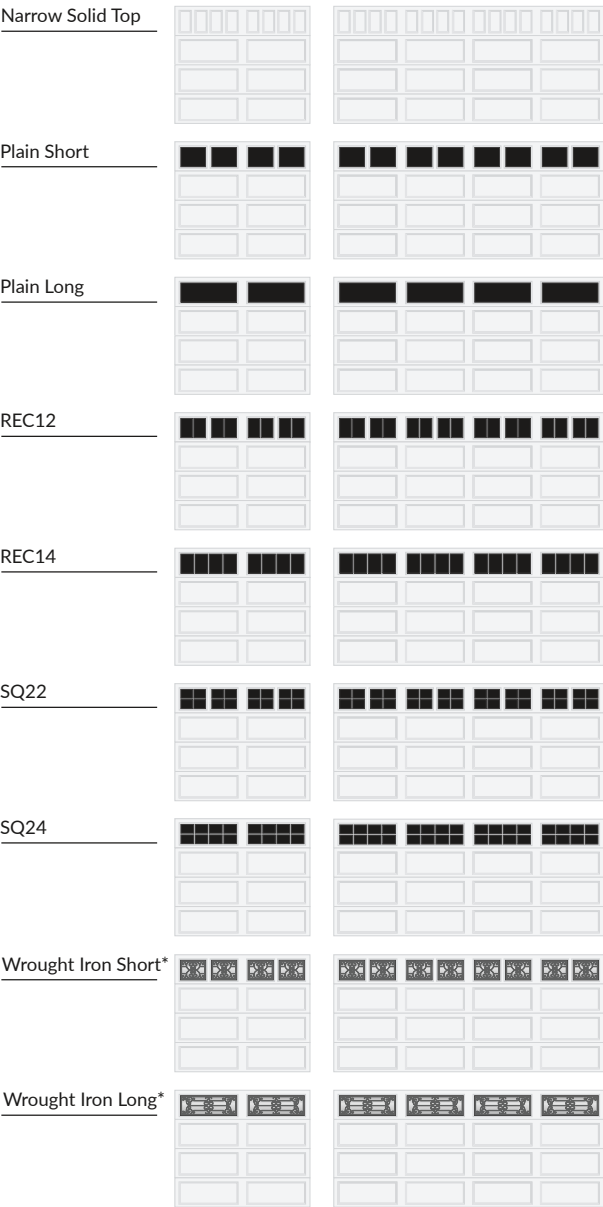 Narrow Solid Top
Plain Short
Plain Long
REC12
REC14
SQ22
SQ24
Wrought Iron Short*
Wrought Iron Long*